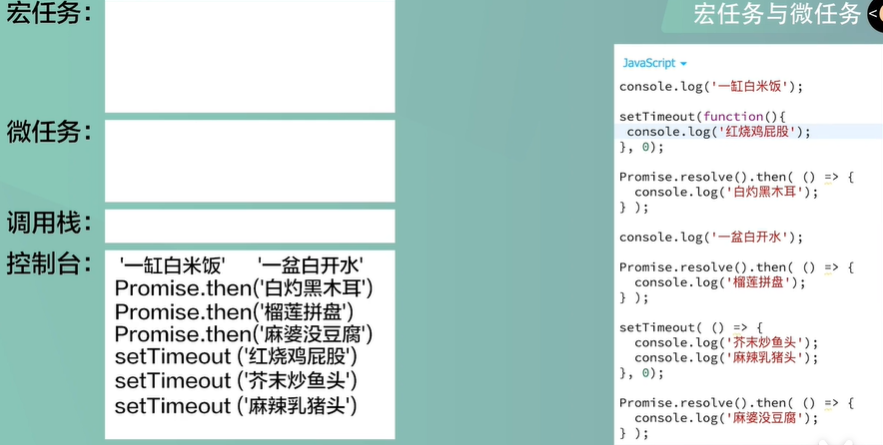 宏任务：
微任务：
调用栈：
控制台：
'一缸白米饭' '一盆白开水'
Promise.then('白灼黑木耳')
Promise.then('榴莲拼盘')
Promise.then('麻婆没豆腐')
setTimeout ('红烧鸡屁股')
setTimeout ('芥末炒鱼头')
setTimeout ('麻辣乳猪头')
宏任务与微任务
JavaScript
console.log('一缸白米饭');
setTimeout(function(){
console.log('红烧鸡屁股');
}, 0);
Promise.resolve().then( () => {
console.log('白灼黑木耳');
} );
console.log('一盆白开水');
Promise.resolve().then( () => {
console.log('榴莲拼盘');
} );
setTimeout( () => {
console.log('芥末炒鱼头');
console.log('麻辣乳猪头');
}, 0);
Promise.resolve().then( () => {
console.log('麻婆没豆腐');
} );